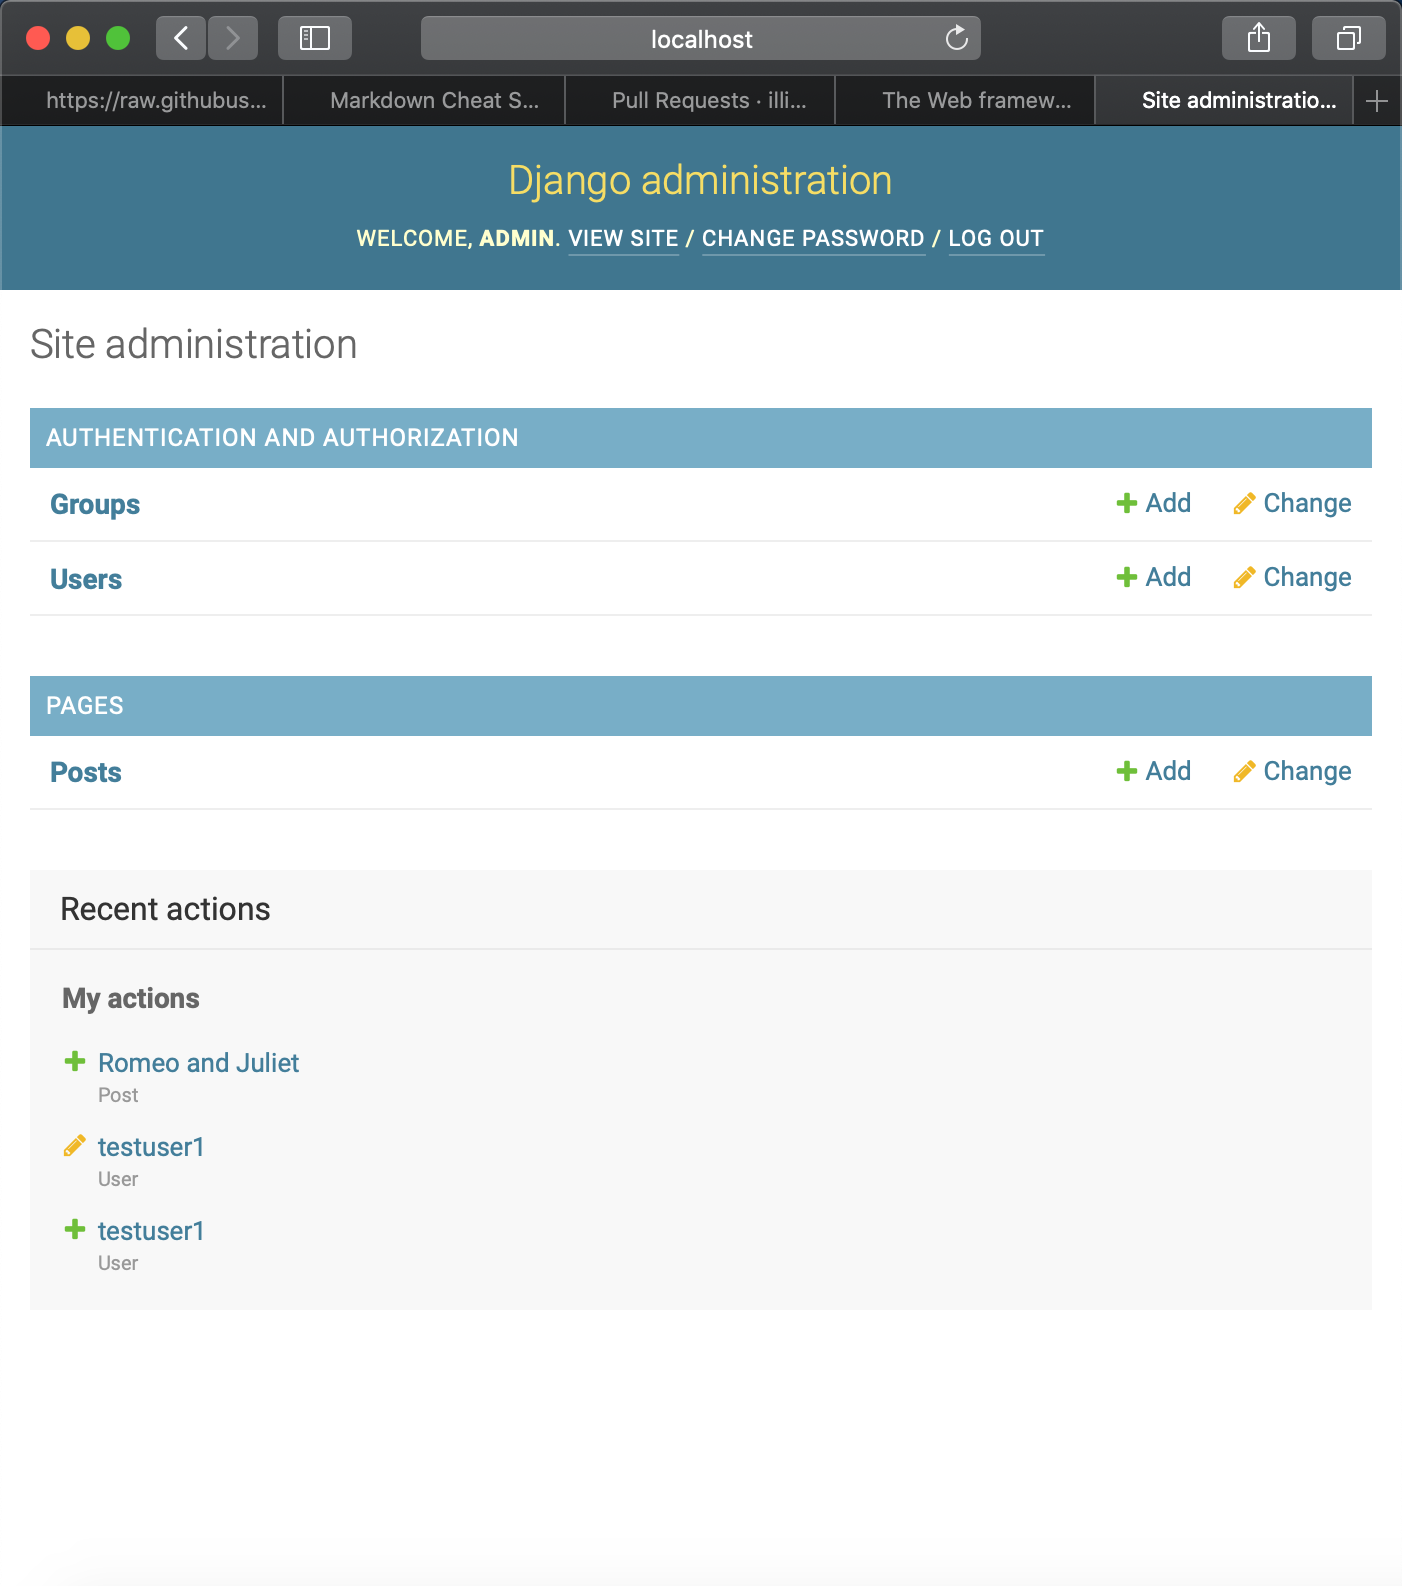 localhost
https://raw.githubus... Markdown Cheat S... Pull Requests · illi... The Web framew... Site administratio...
Django administration
WELCOME, ADMIN. VIEW SITE / CHANGE PASSWORD / LOG OUT
Site administration
AUTHENTICATION AND AUTHORIZATION
Groups Add Change
Users Add Change
PAGES
Posts Add Change
Recent actions
My actions
Romeo and Juliet
Post
testuser1
User
testuser1
User